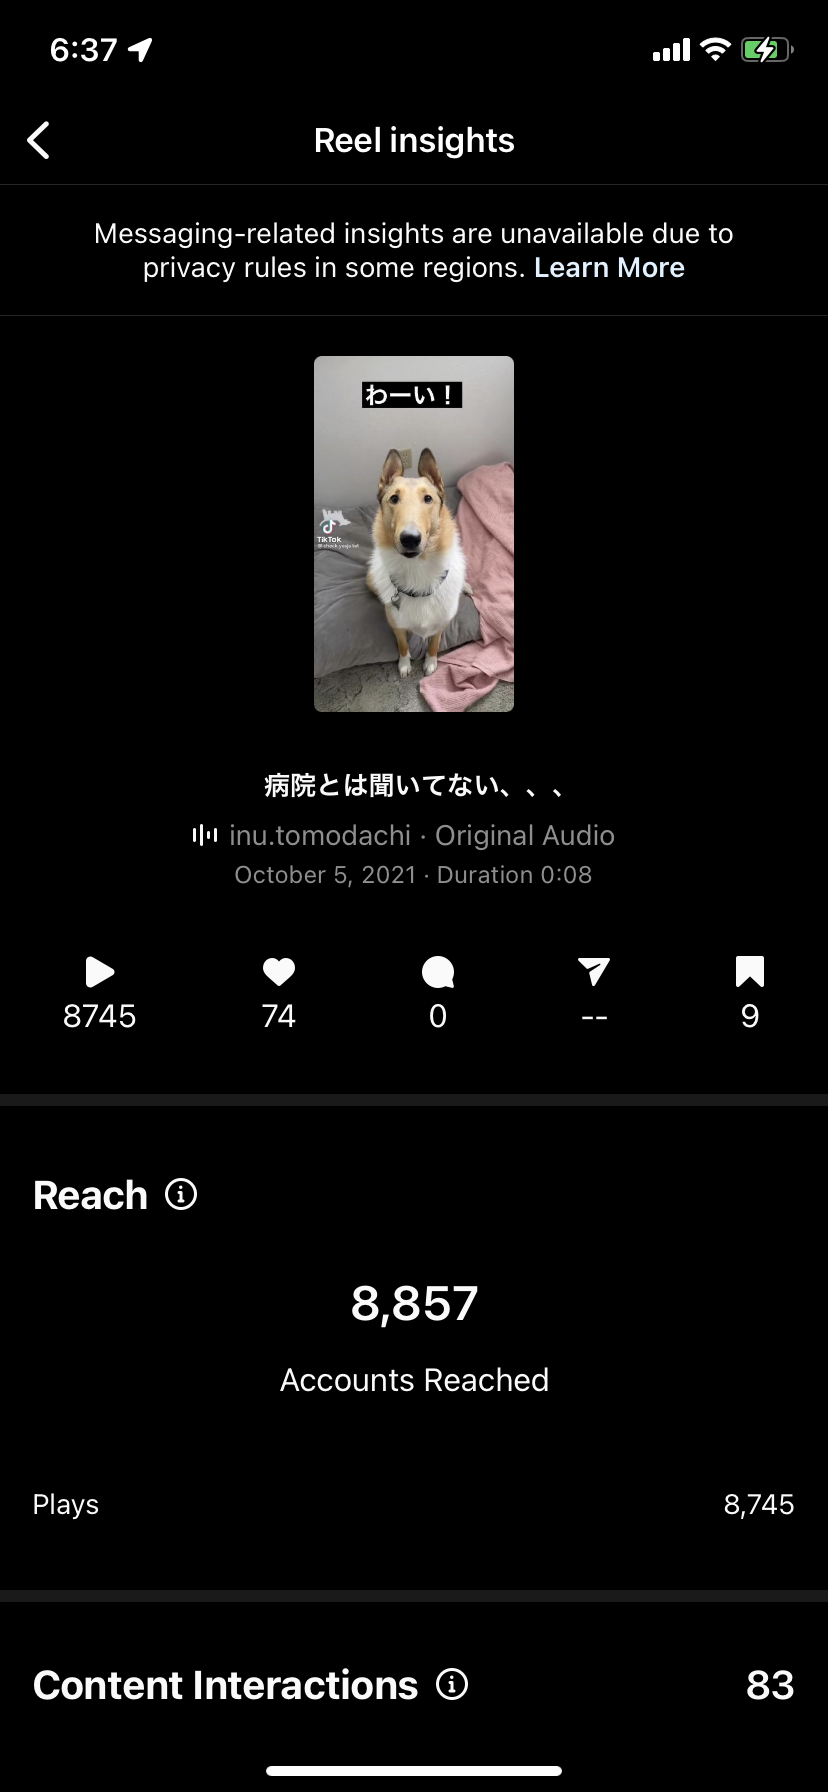 6:37
Reel insights
Messaging-related insights are unavailable due to
privacy rules in some regions. Learn More
わーい！
TikTok
病院とは聞いてない、、、
inu.tomodachi · Original Audio
October 5, 2021 · Duration 0:08
8745 74 0 -- 9
Reach
8,857
Accounts Reached
Plays 8,745
Content Interactions 83